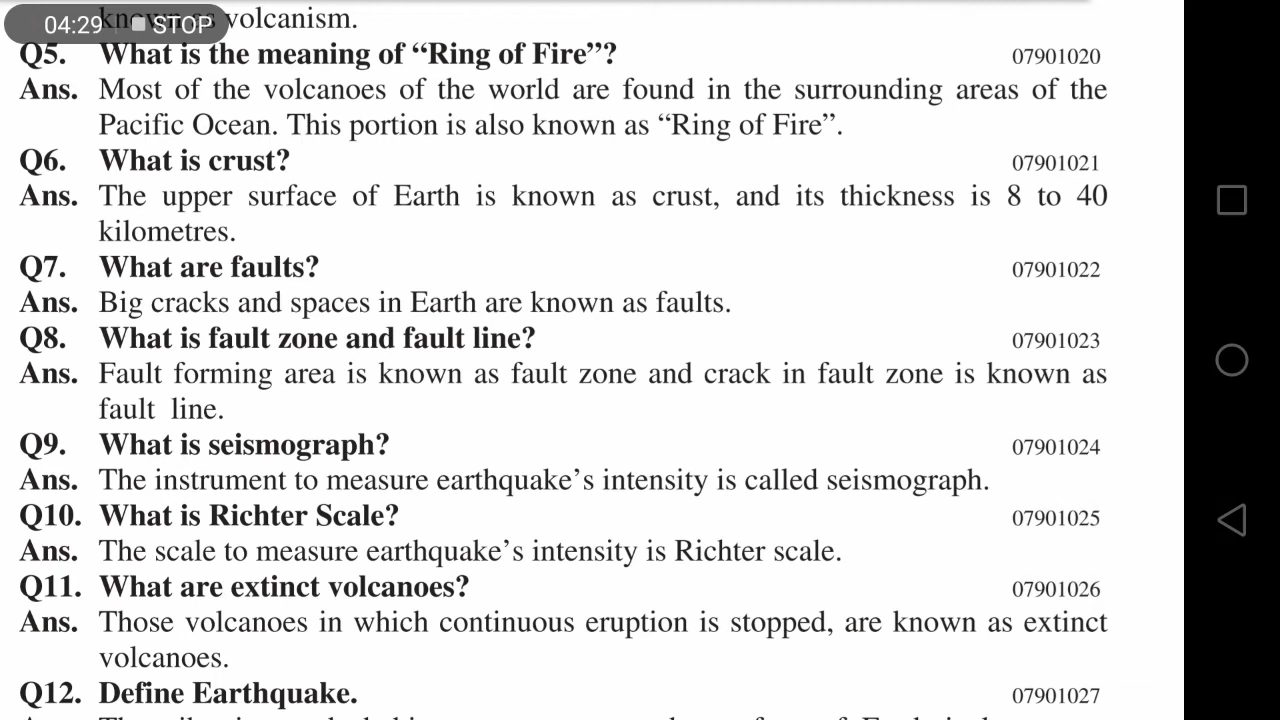 known as volcanism.
04:29 STOP
Q5. What is the meaning of “Ring of Fire”? 07901020
Ans. Most of the volcanoes of the world are found in the surrounding areas of the
Pacific Ocean. This portion is also known as “Ring of Fire”.
Q6. What is crust? 07901021
Ans. The upper surface of Earth is known as crust, and its thickness is 8 to 40
kilometres.
Q7. What are faults? 07901022
Ans. Big cracks and spaces in Earth are known as faults.
Q8. What is fault zone and fault line? 07901023
Ans. Fault forming area is known as fault zone and crack in fault zone is known as
fault line.
Q9. What is seismograph? 07901024
Ans. The instrument to measure earthquake’s intensity is called seismograph.
Q10. What is Richter Scale? 07901025
Ans. The scale to measure earthquake’s intensity is Richter scale.
Q11. What are extinct volcanoes? 07901026
Ans. Those volcanoes in which continuous eruption is stopped, are known as extinct
volcanoes.
Q12. Define Earthquake. 07901027